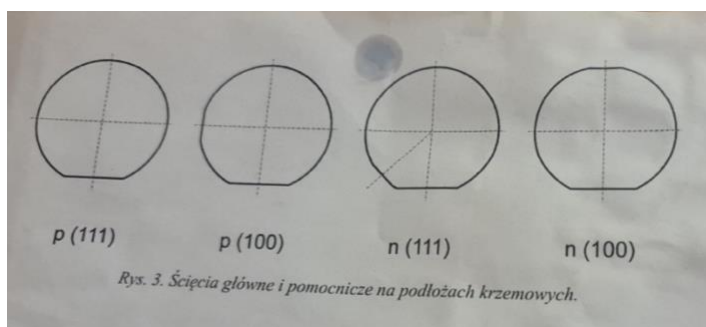 p (111) p (100) n (111) n (100)
Rys. 3. Ścięcia główne i pomocnicze na podłożach krzemowych.